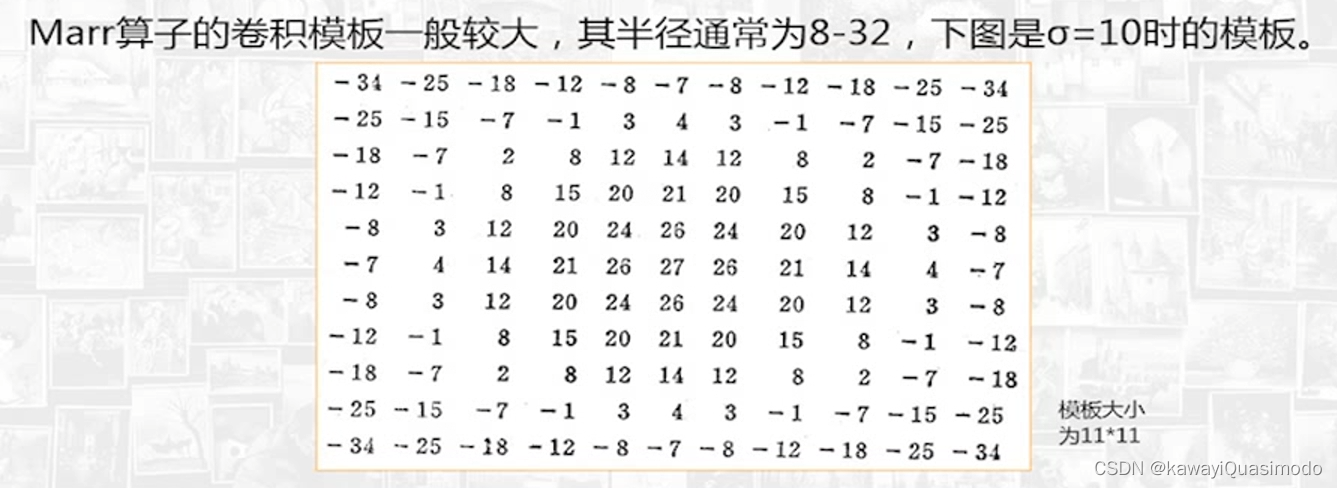 Marr算子的卷积模板一般较大，其半径通常为8-32，下图是σ=10时的模板。
-34 -25 -18 -12 -8 -7 -8 -12 -18 -25 -34
-25 -15 -7 -1 3 4 3 -1 -7 -15 -25
-18 -7 2 8 12 14 12 8 2 -7 -18
-12 -1 8 15 20 21 20 15 8 -1 -12
-8 3 12 20 24 26 24 20 12 3 -8
-7 4 14 21 26 27 26 21 14 4 -7
-8 3 12 20 24 26 24 20 12 3 -8
-12 -1 8 15 20 21 20 15 8 -1 -12
-18 -7 2 8 12 14 12 8 2 -7 -18
-25 -15 -7 -1 3 4 3 -1 -7 -15 -25
-34 -25 -18 -12 -8 -7 -8 -12 -18 -25 -34
模板大小
为11*11
CSDN @kawayiQuasimodo